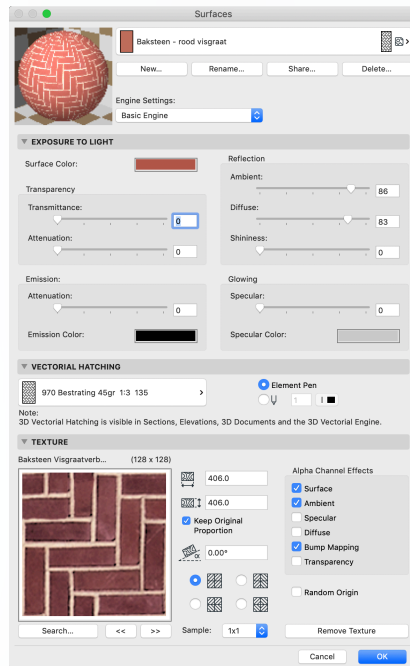 Surfaces
Baksteen - rood visgraat
New... Rename... Share... Delete...
Engine Settings:
Basic Engine
EXPOSURE TO LIGHT
Surface Color:
Reflection
Ambient:
86
Transparency
Transmittance:
0
Diffuse:
83
Attenuation:
0
Shininess:
0
Emission:
Glowing
Attenuation:
0
Specular:
0
Emission Color:
Specular Color:
VECTORIAL HATCHING
970 Bestrating 45gr 1:3 135
Element Pen
1
Note:
3D Vectorial Hatching is visible in Sections, Elevations, 3D Documents and the 3D Vectorial Engine.
TEXTURE
Baksteen Visgraatverb... (128 x 128)
406.0
406.0
Keep Original
Proportion
α
0.00°
Alpha Channel Effects
Surface
Ambient
Specular
Diffuse
Bump Mapping
Transparency
Random Origin
Search... << >> Sample: 1x1 Remove Texture
Cancel OK